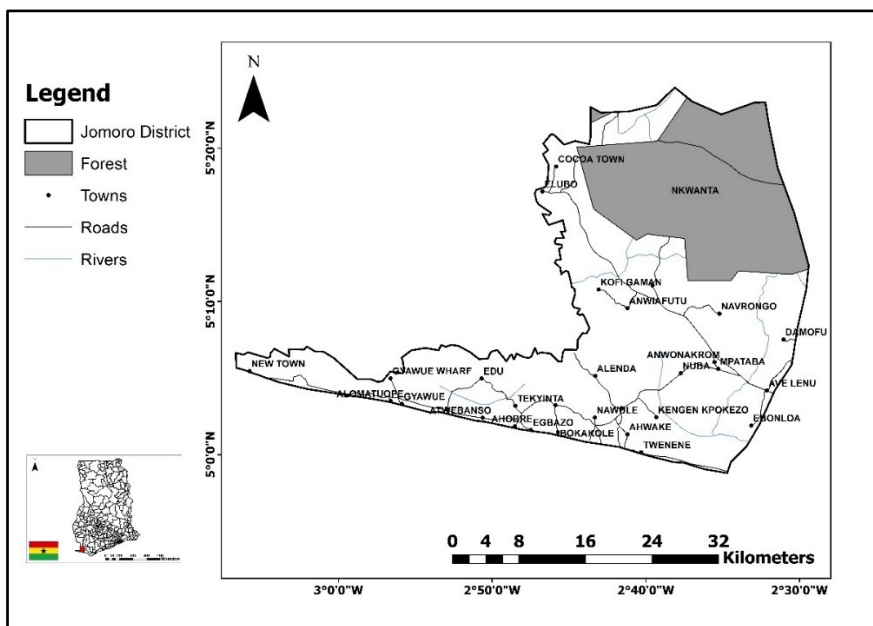 Legend
Jomoro District
Forest
Towns
Roads
Rivers
N
COCOA TOWN
ELUBO
NKWANTA
KOFI GAMAN
ANWIAFUTU
NAVRONGO
DAMOFU
ANWONAKROM
MPATABA
NUBA
NEW TOWN
GYAWUE WHARF
EDU
ALENDA
AVE LENU
ALOMATUOPE
EGYAWUE
TEKYINTA
ATWEBANSO
AHOBRE
EGBAZO
NAWULE
KENGEN KPOKEZO
EBONLOA
BOKAKOLE
AHWAKE
TWENENE
5°20'0"N
5°10'0"N
5°0'0"N
0 4 8 16 24 32
Kilometers
3°0'0"W 2°50'0"W 2°40'0"W 2°30'0"W